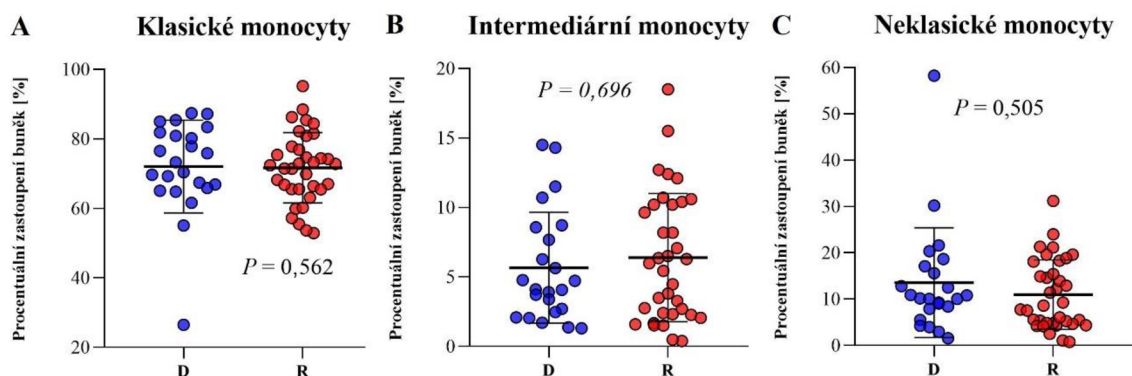 A
Klasické monocyty
Procentuální zastoupení buněk [%]
100
80
60
40
20
P = 0,562
D
R
B
Intermediární monocyty
Procentuální zastoupení buněk [%]
20
15
10
5
0
P = 0,696
D
R
C
Neklasické monocyty
Procentuální zastoupení buněk [%]
60
50
40
30
20
10
0
P = 0,505
D
R